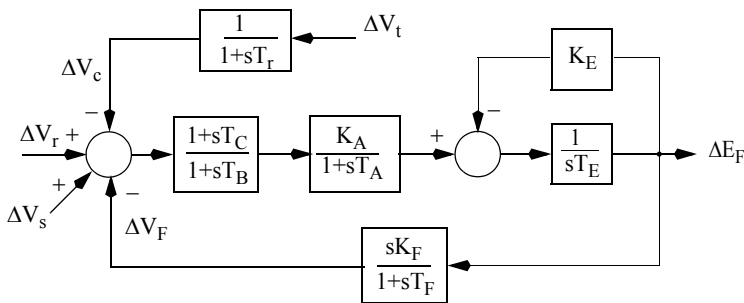 1
1+sT_r
ΔV_t
ΔV_c
K_E
−
−
ΔV_r +
1+sT_C
1+sT_B
K_A
1+sT_A
+
1
sT_E
ΔE_F
+
−
ΔV_s
ΔV_F
sK_F
1+sT_F